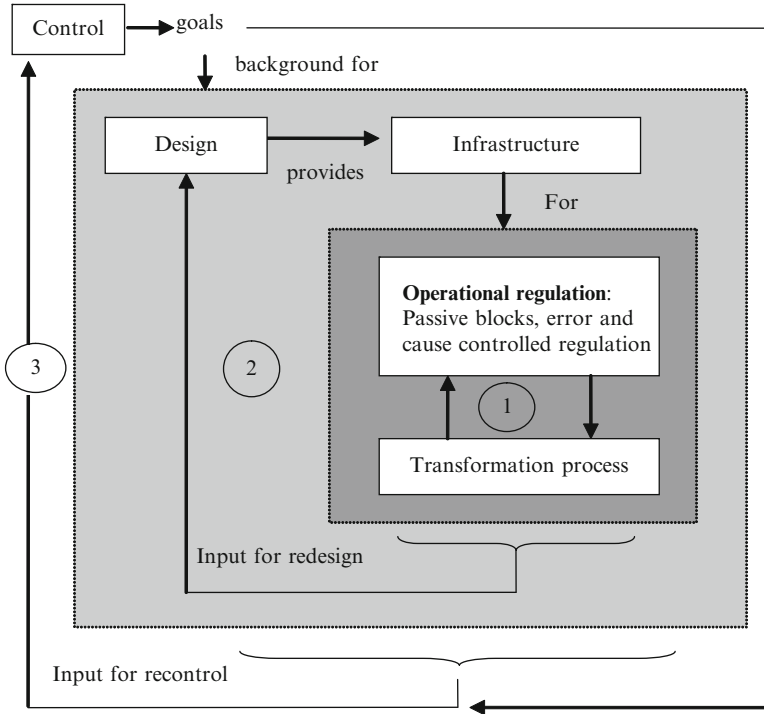 Control
goals
background for
Design
provides
Infrastructure
For
Operational regulation:
Passive blocks, error and
cause controlled regulation
3
2
1
Transformation process
Input for redesign
Input for recontrol